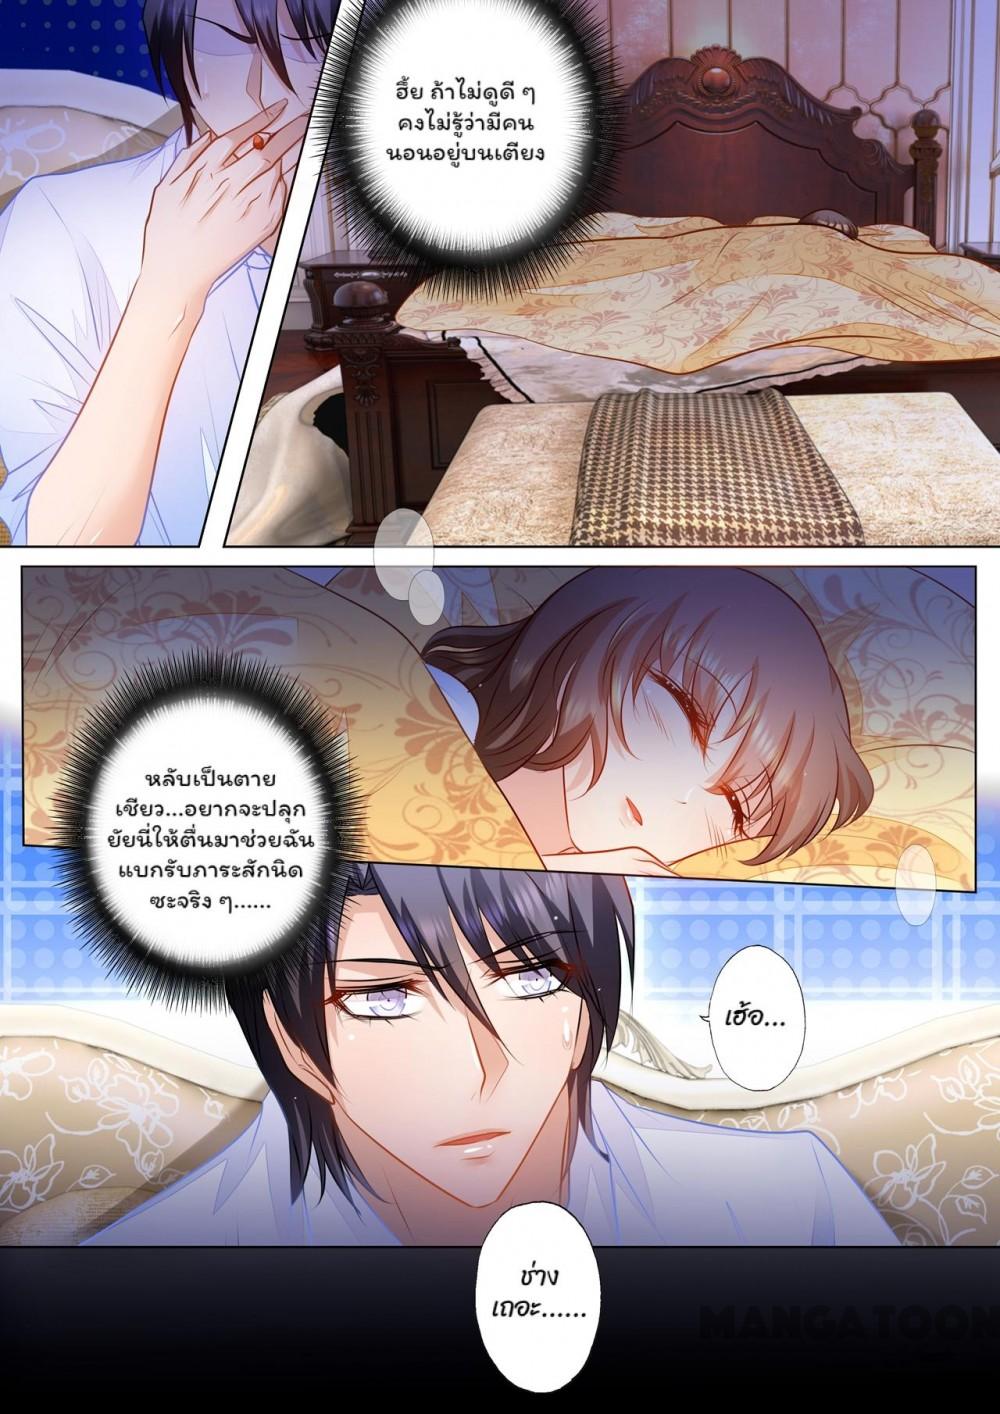 ฮึ้ย ถ้าไม่ดูดี ๆ
คงไม่รู้ว่ามีคน
นอนอยู่บนเตียง
หลับเป็นตาย
เชียว...อยากจะปลุก
ยัยนี่ให้ตื่นมาช่วยฉัน
แบกรับภาระสักนิด
ซะจริง ๆ......
เฮ้อ...
ช่าง
เถอะ......
MANGATOON